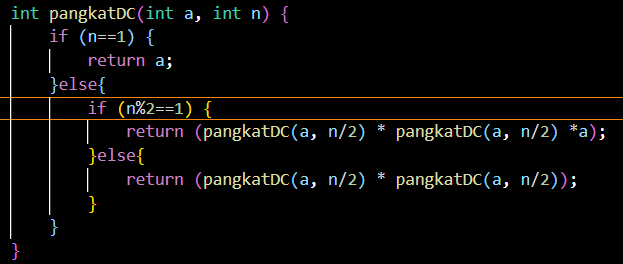 int pangkatDC(int a, int n) {
    if (n==1) {
        return a;
    }else{
        if (n%2==1) {
            return (pangkatDC(a, n/2) * pangkatDC(a, n/2) *a);
        }else{
            return (pangkatDC(a, n/2) * pangkatDC(a, n/2));
        }
    }
}